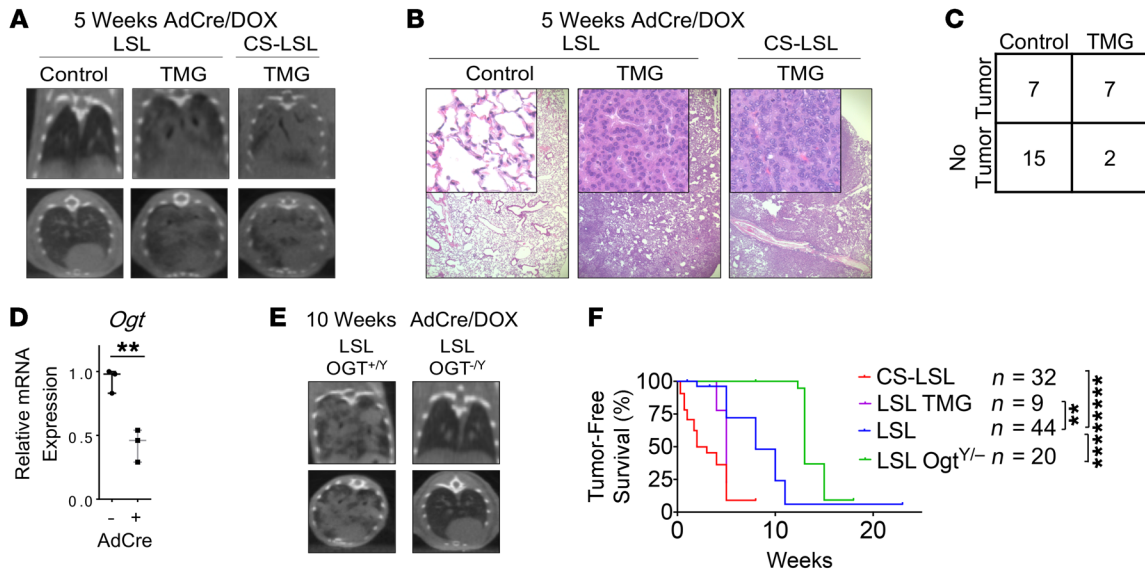 A
5 Weeks AdCre/DOX
LSL CS-LSL
Control TMG TMG
B
5 Weeks AdCre/DOX
LSL CS-LSL
Control TMG TMG
C
Control TMG
Tumor 7 7
No Tumor 15 2
D
Ogt
**
Relative mRNA
Expression
1.0
0.5
0.0
- +
AdCre
E
10 Weeks AdCre/DOX
LSL LSL
OGT+/Y OGT-/Y
F
Tumor-Free
Survival (%)
100
75
50
25
0
0 10 20
Weeks
CS-LSL n = 32
LSL TMG n = 9
LSL n = 44
LSL OgtY/– n = 20
****
**
****
****